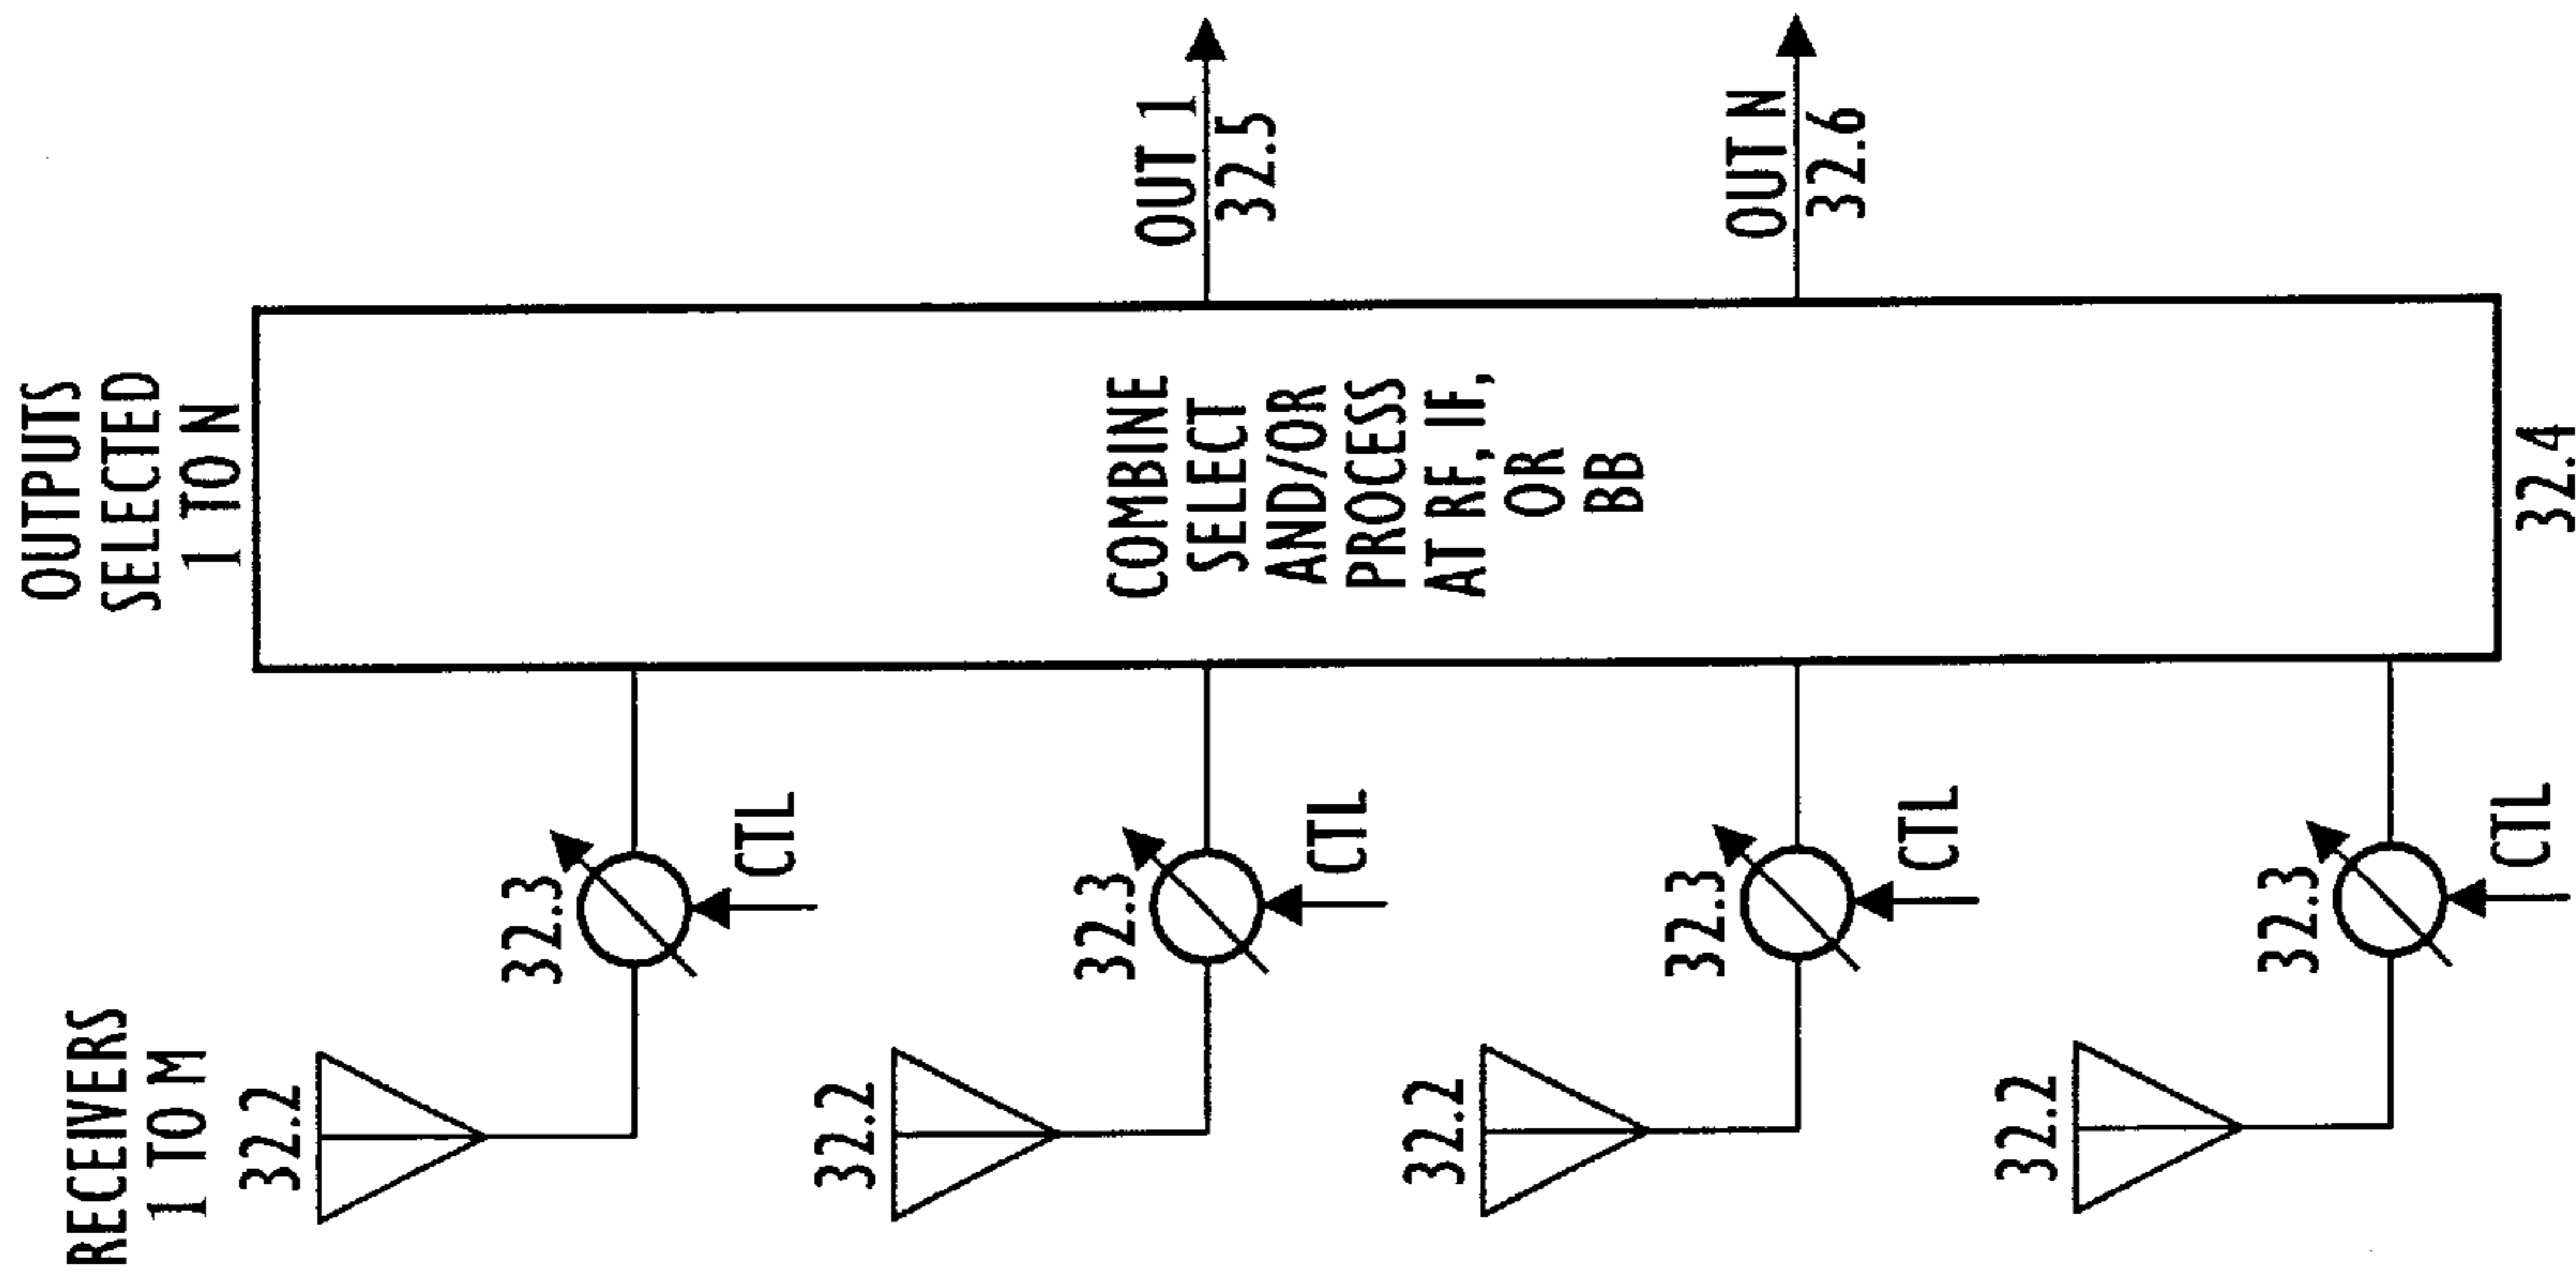 RECEIVERS
1 TO M
32.2
32.2
32.2
32.2
32.3
CTL
32.3
CTL
32.3
CTL
32.3
CTL
OUTPUTS
SELECTED
1 TO N
COMBINE
SELECT
AND/OR
PROCESS
AT RF, IF,
OR
BB
32.4
OUT 1
32.5
OUT N
32.6